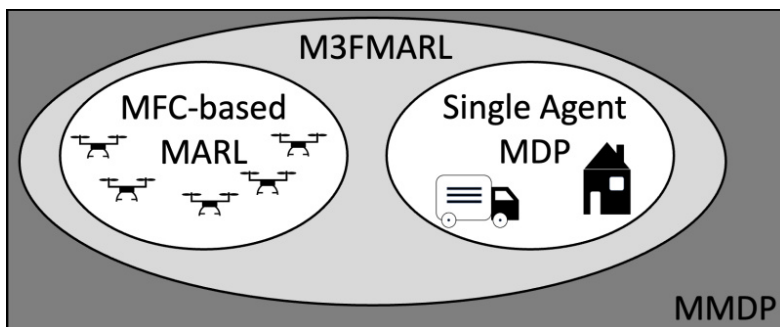 M3FMARL
MFC-based
MARL
Single Agent
MDP
MMDP